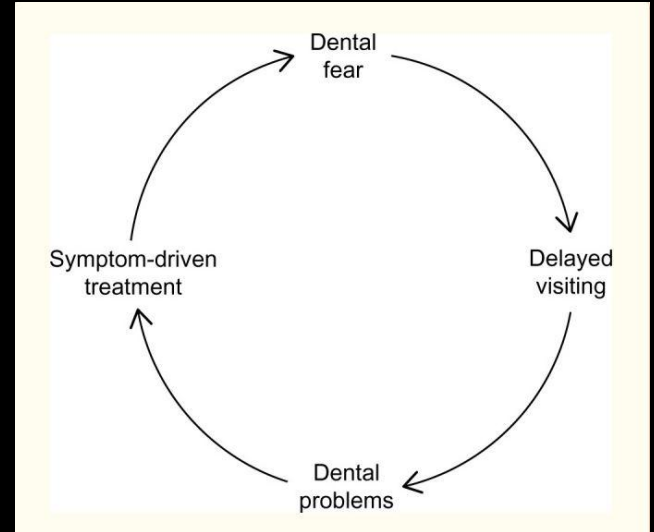 Dental
fear
Delayed
visiting
Dental
problems
Symptom-driven
treatment